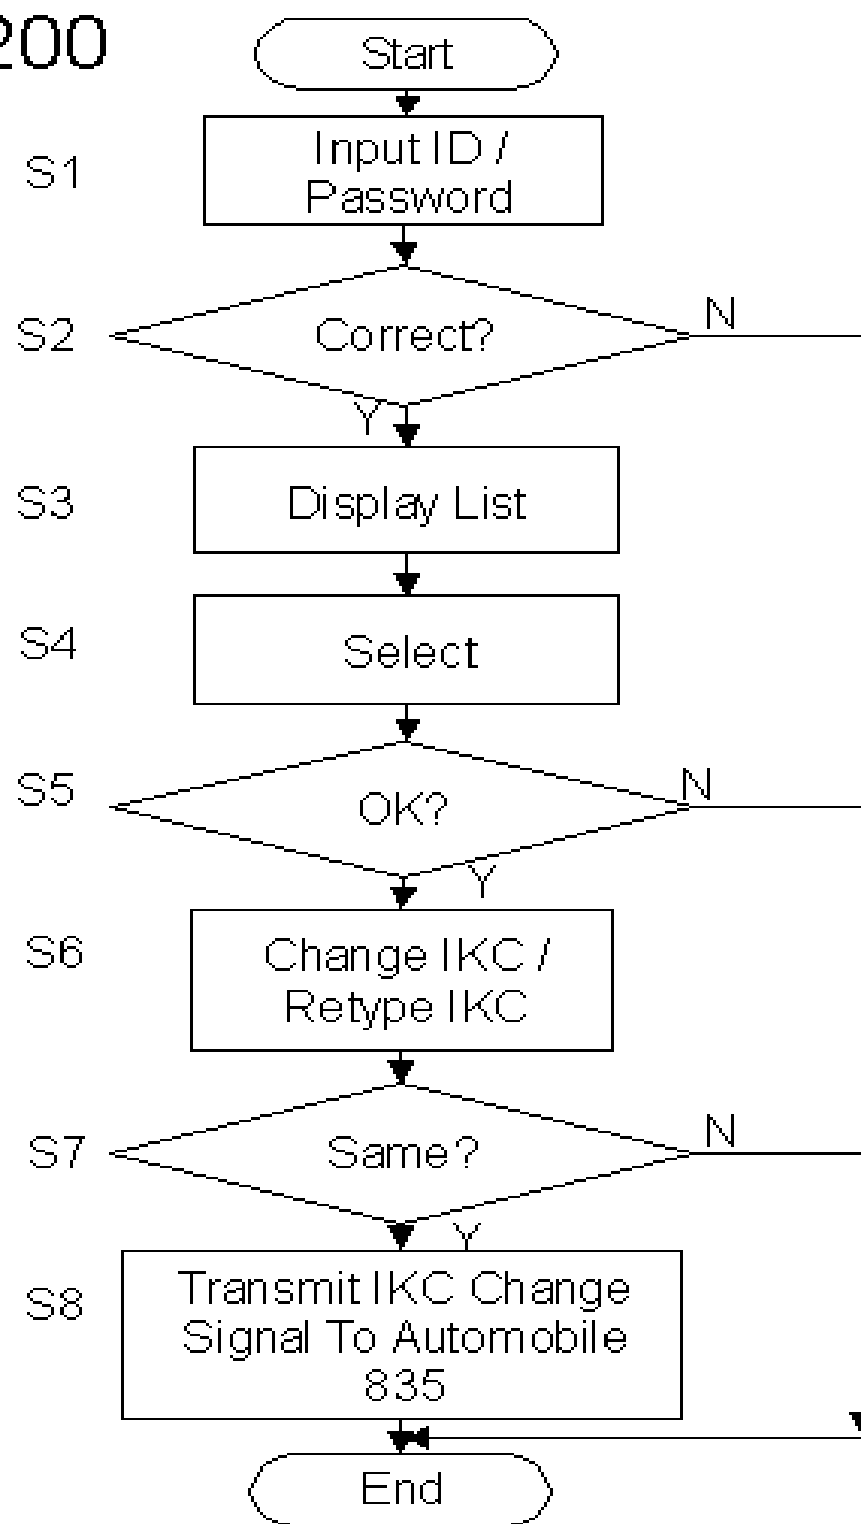 200
Start
S1
Input ID /
Password
S2
Correct?
N
Y
S3
Display List
S4
Select
S5
OK?
N
Y
S6
Change IKC /
Retype IKC
S7
Same?
N
Y
S8
Transmit IKC Change
Signal To Automobile
835
End